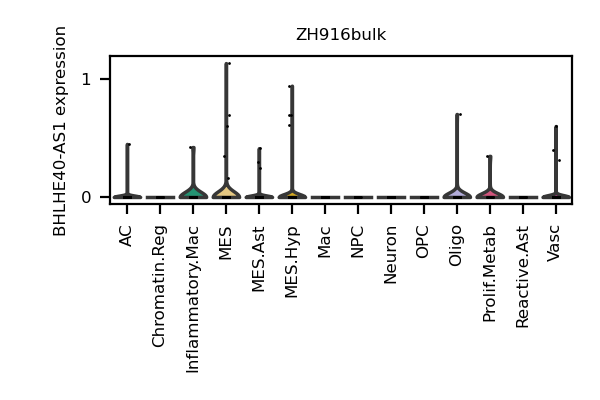 ZH916bulk
BHLHE40-AS1 expression
1
0
AC
Chromatin.Reg
Inflammatory.Mac
MES
MES.Ast
MES.Hyp
Mac
NPC
Neuron
OPC
Oligo
Prolif.Metab
Reactive.Ast
Vasc